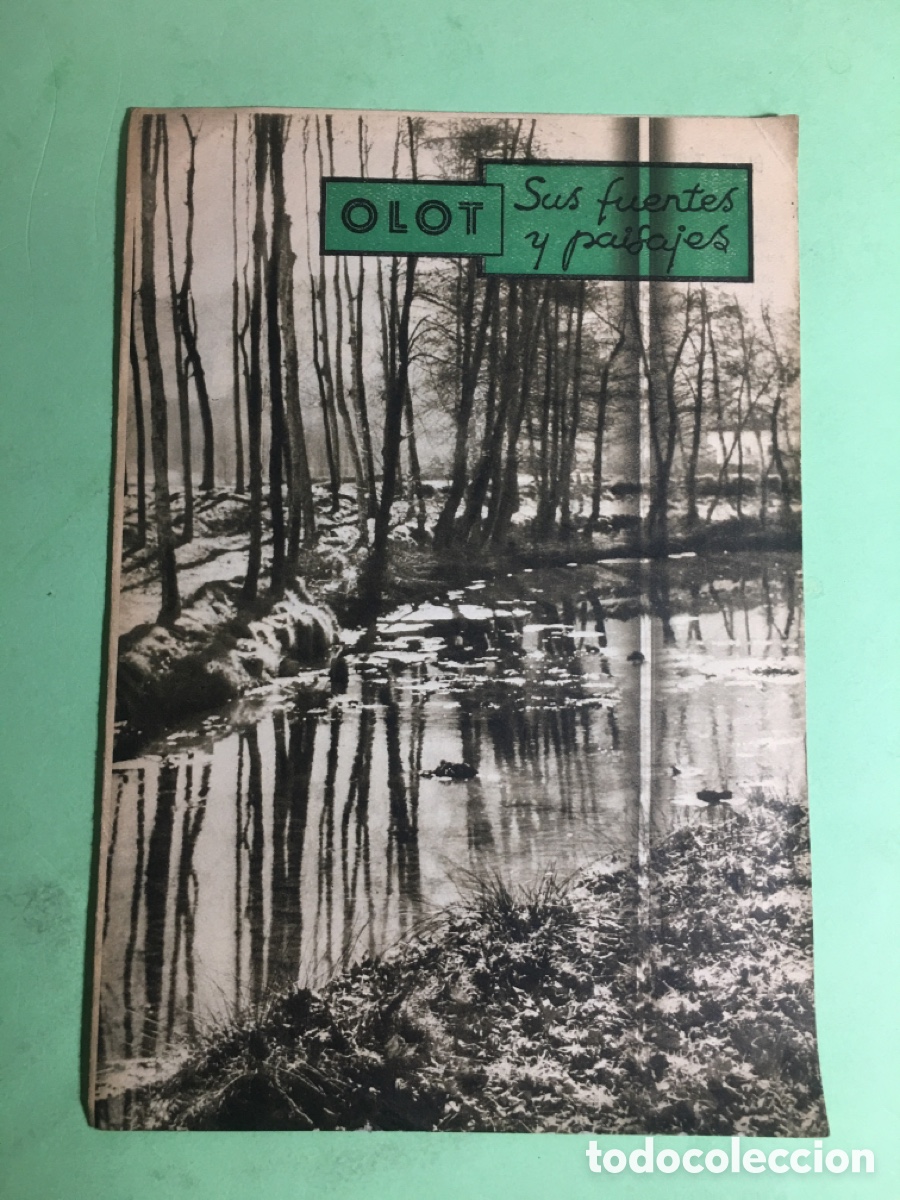 OLOT
Sus fuentes
y paisajes
todocoleccion